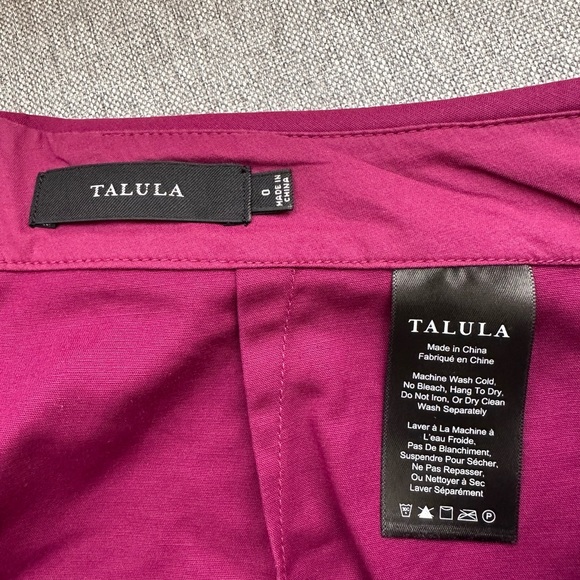 TALULA
0
MADE IN
CHINA
TALULA
Made in China
Fabriqué en Chine
Machine Wash Cold,
No Bleach, Hang To Dry,
Do Not Iron, Or Dry Clean
Wash Separately
Laver à La Machine à
L'eau Froide,
Pas De Blanchiment,
Suspendre Pour Sécher,
Ne Pas Repasser,
Ou Nettoyer à Sec
Laver Séparément